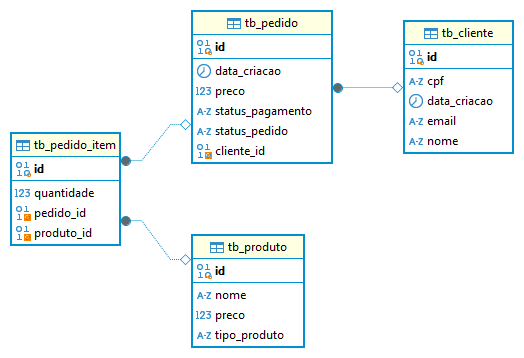 tb_pedido
id
data_criacao
123 preco
A-Z status_pagamento
A-Z status_pedido
cliente_id
tb_cliente
id
A-Z cpf
data_criacao
A-Z email
A-Z nome
tb_pedido_item
id
123 quantidade
pedido_id
produto_id
tb_produto
id
A-Z nome
123 preco
A-Z tipo_produto